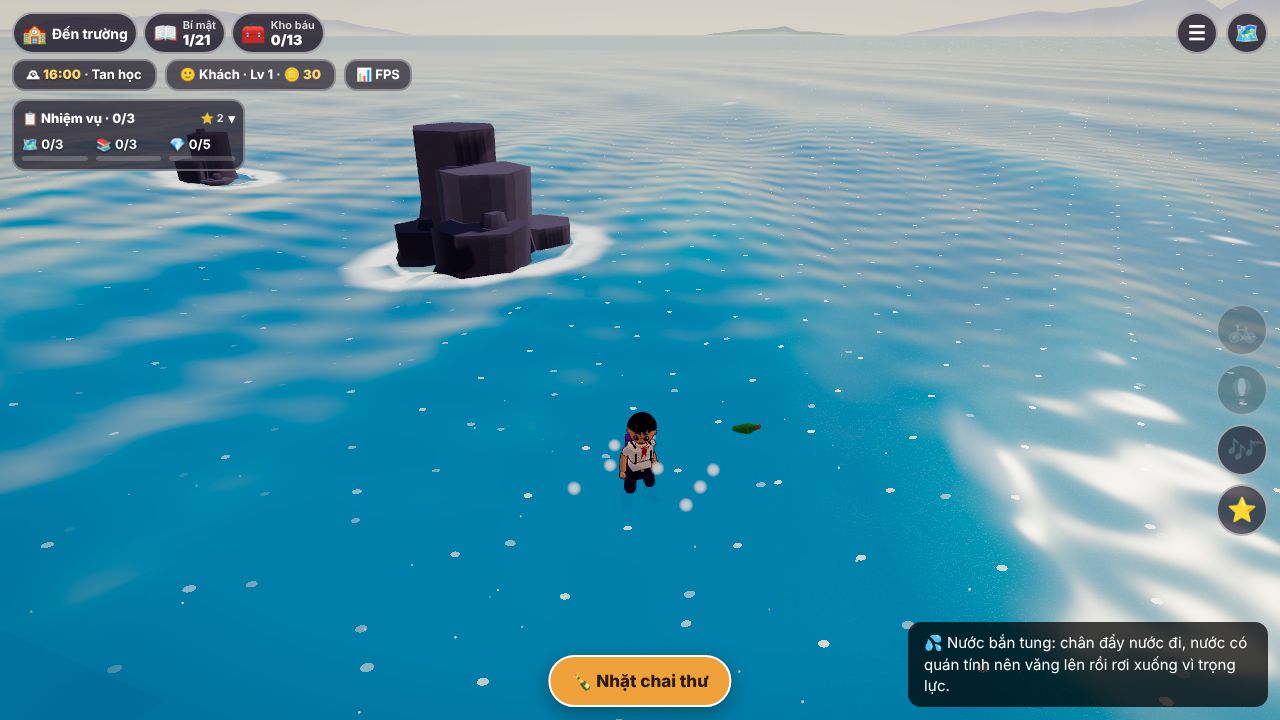 Đến trường
Bí mật
1/21
Kho báu
0/13
16:00 · Tan học
Khách · Lv 1 · 30
FPS
Nhiệm vụ · 0/3
2 ▾
0/3
0/3
0/5
Nhặt chai thư
Nước bắn tung: chân đẩy nước đi, nước có
quán tính nên văng lên rồi rơi xuống vì trọng
lực.